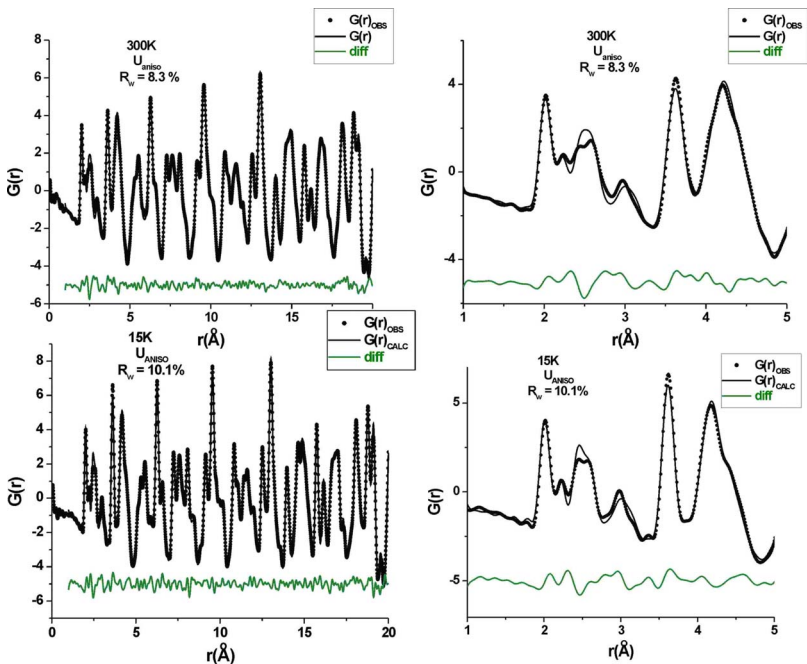 300K
Uaniso
Rw = 8.3 %
G(r)OBS
G(r)
diff
G(r)
8
6
4
2
0
-2
-4
-6
0
5
10
15
20
r(Å)
300K
Uaniso
Rw = 8.3 %
G(r)OBS
G(r)
diff
G(r)
4
0
-4
1
2
3
4
5
r(Å)
15K
UANISO
Rw = 10.1%
G(r)OBS
G(r)CALC
diff
G(r)
8
6
4
2
0
-2
-4
-6
0
5
10
15
20
r(Å)
15K
UANISO
Rw = 10.1%
G(r)OBS
G(r)CALC
diff
G(r)
5
0
-5
1
2
3
4
5
r(Å)